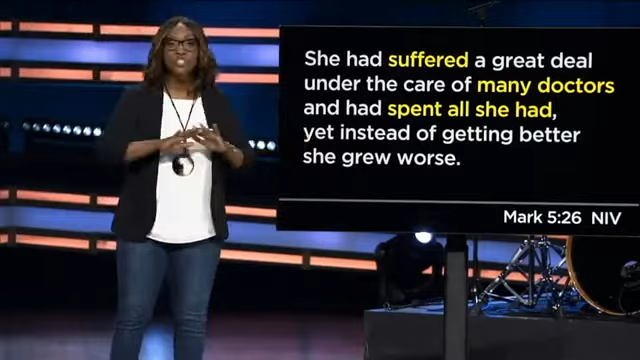 She had suffered a great deal
under the care of many doctors
and had spent all she had,
yet instead of getting better
she grew worse.
Mark 5:26 NIV